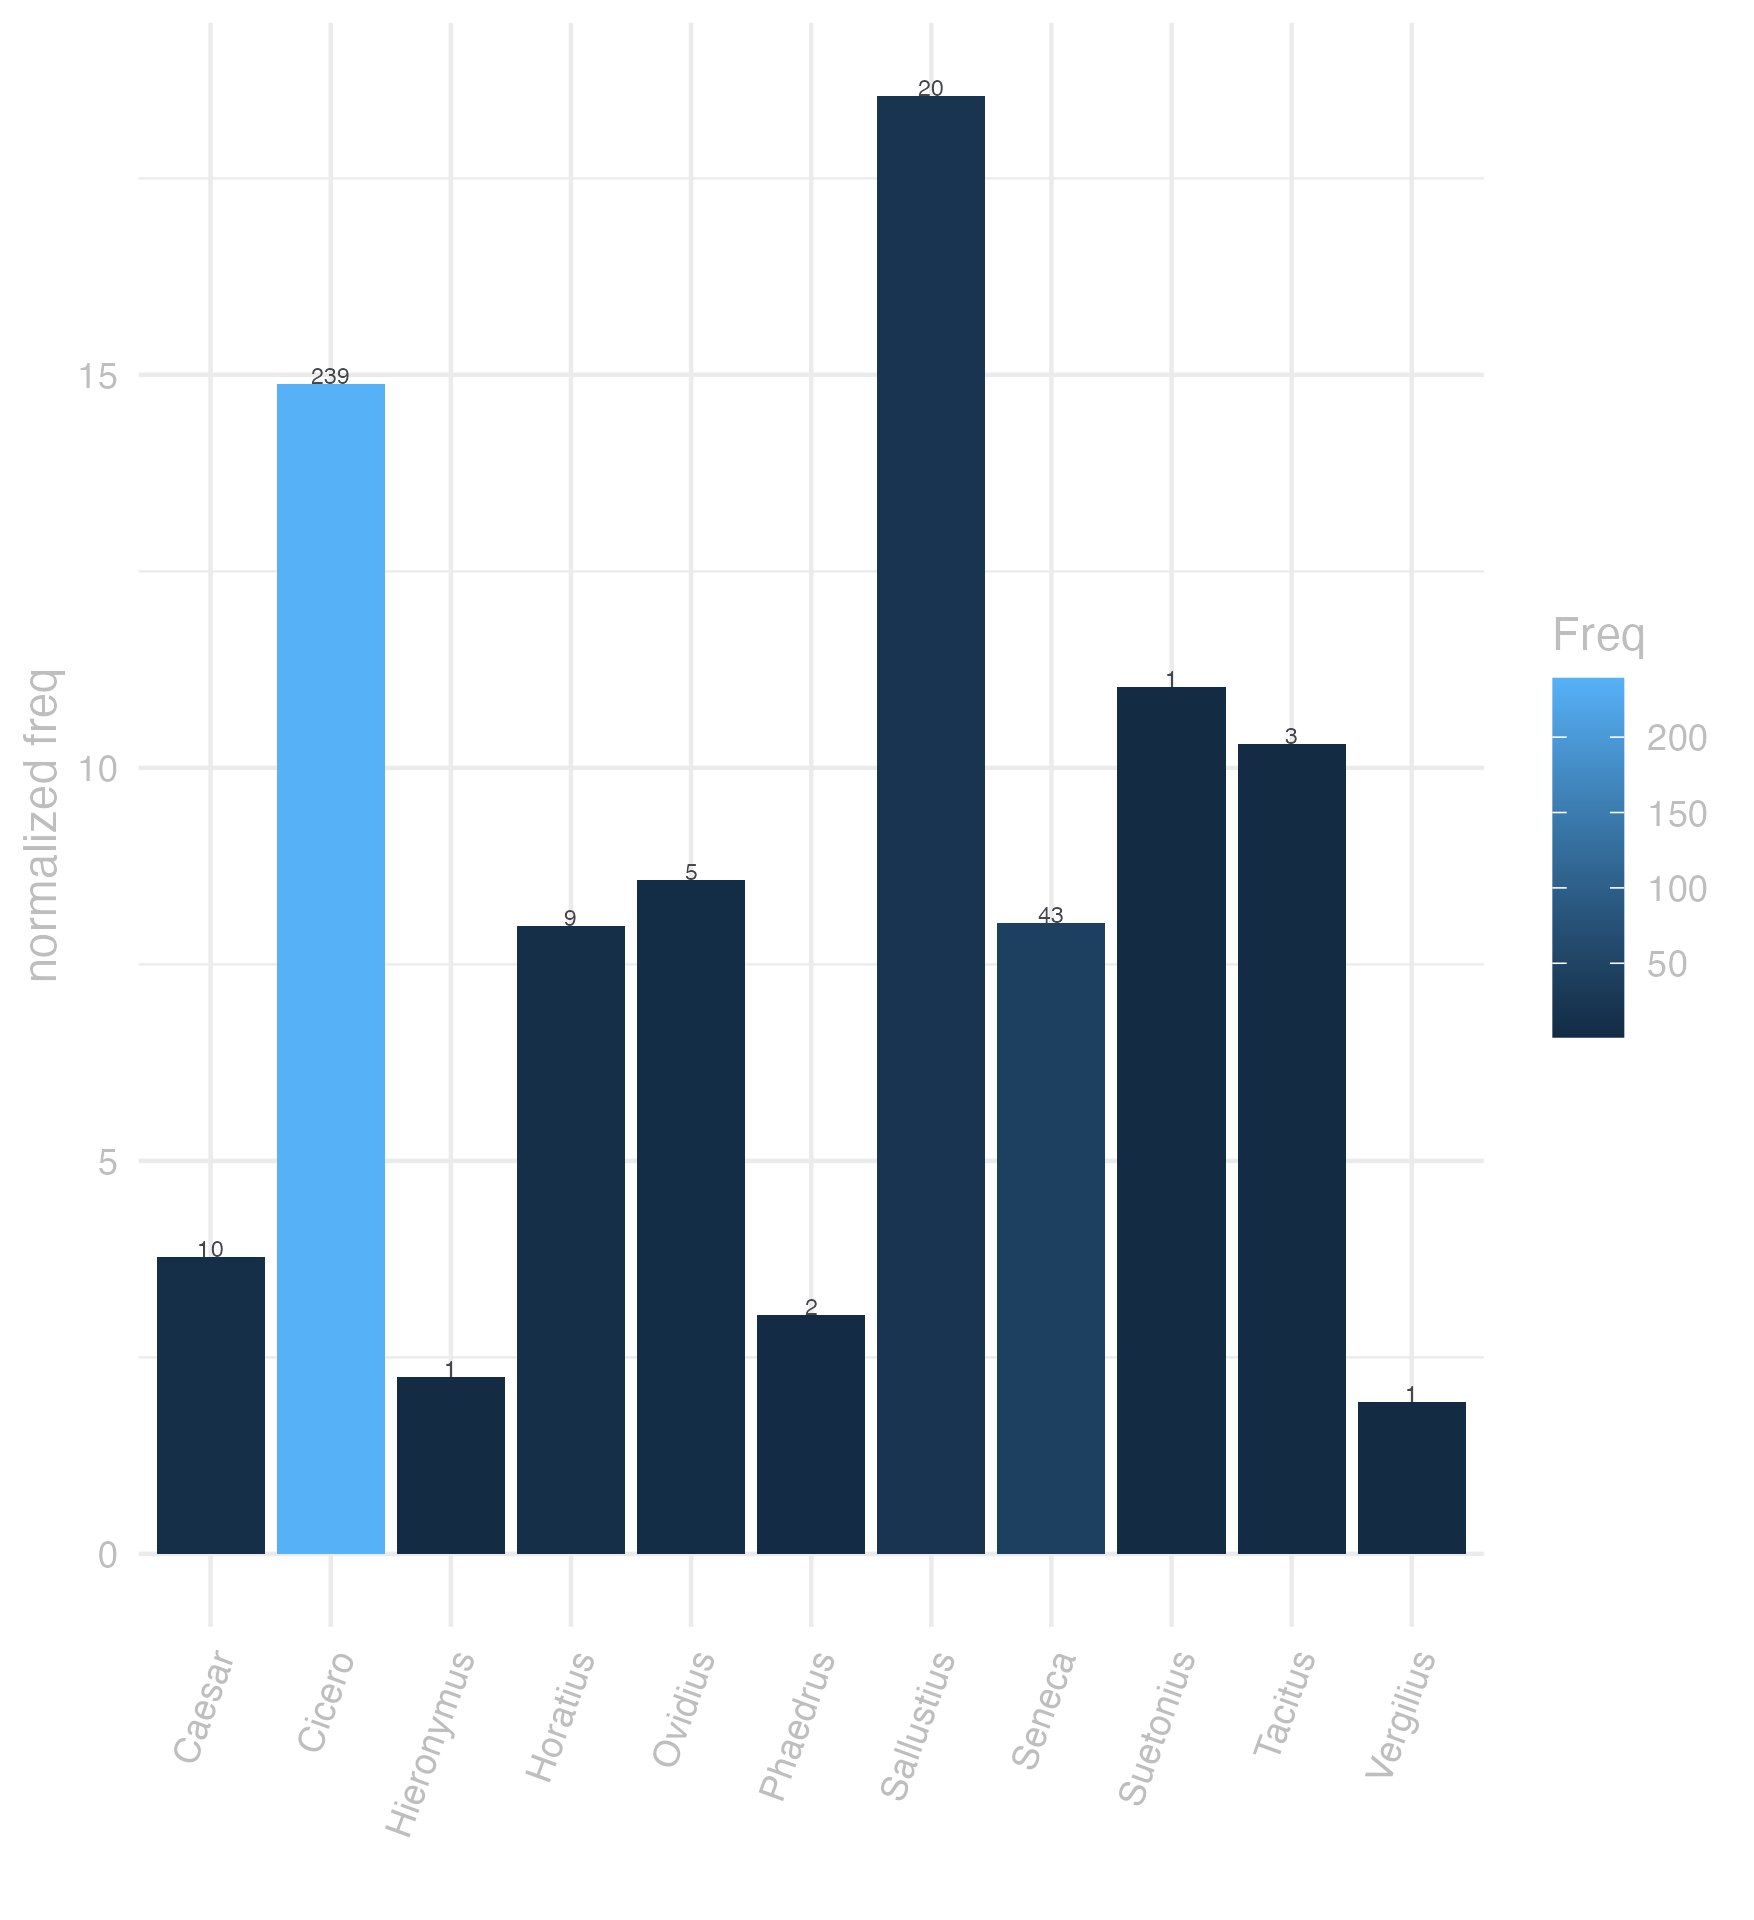 20
15
239
1
3
10
5
9
43
5
10
2
1
1
0
normalized freq
Caesar
Cicero
Hieronymus
Horatius
Ovidius
Phaedrus
Sallustius
Seneca
Suetonius
Tacitus
Vergilius
Freq
200
150
100
50